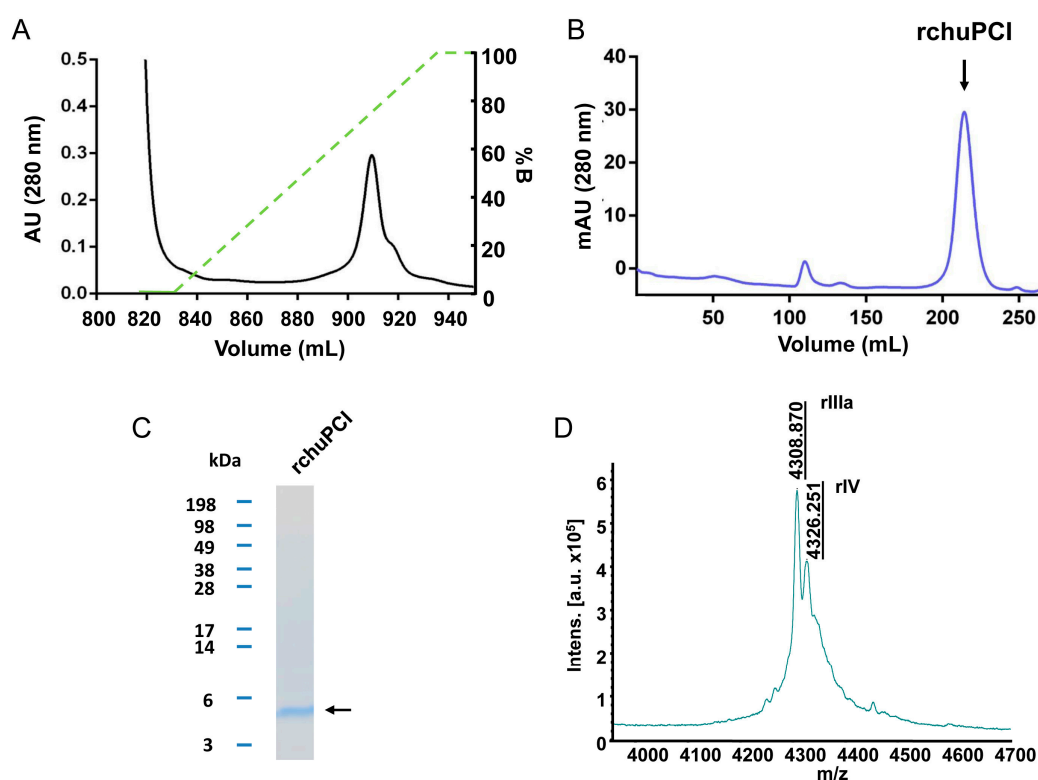 A
0.5
0.4
0.3
0.2
0.1
0.0
AU (280 nm)
100
80
60
40
20
0
% B
800 820 840 860 880 900 920 940
Volume (mL)
B
rchuPCI
40
30
20
10
0
mAU (280 nm)
50 100 150 200 250
Volume (mL)
C
kDa
rchuPCI
198
98
49
38
28
17
14
6
3
D
4308.870
rIIIa
4326.251
rIV
6
5
4
3
2
1
0
Intens. [a.u. x10⁵]
4000 4100 4200 4300 4400 4500 4600 4700
m/z